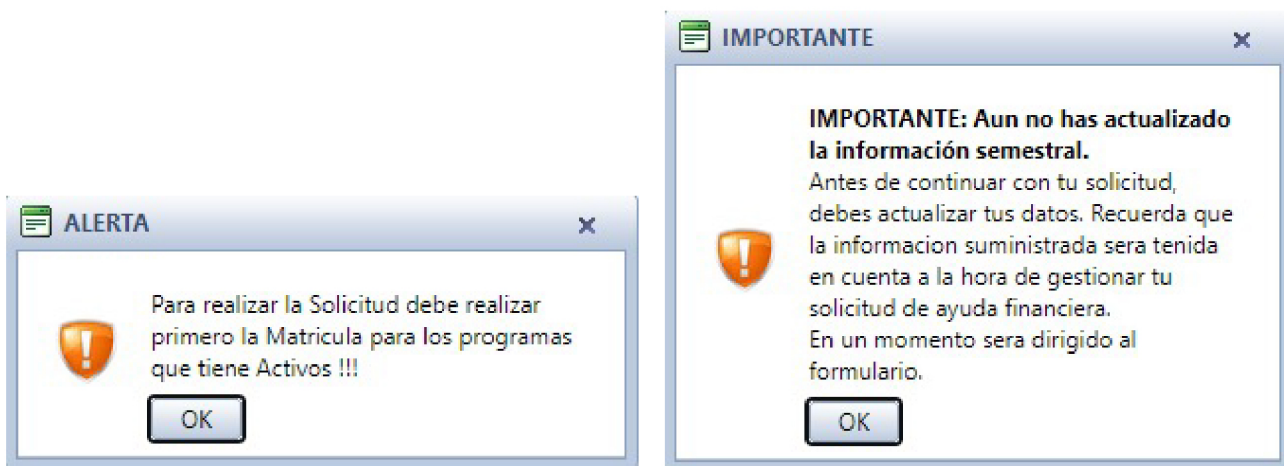 ALERTA
Para realizar la Solicitud debe realizar
primero la Matricula para los programas
que tiene Activos !!!
OK
IMPORTANTE
IMPORTANTE: Aun no has actualizado
la información semestral.
Antes de continuar con tu solicitud,
debes actualizar tus datos. Recuerda que
la informacion suministrada sera tenida
en cuenta a la hora de gestionar tu
solicitud de ayuda financiera.
En un momento sera dirigido al
formulario.
OK